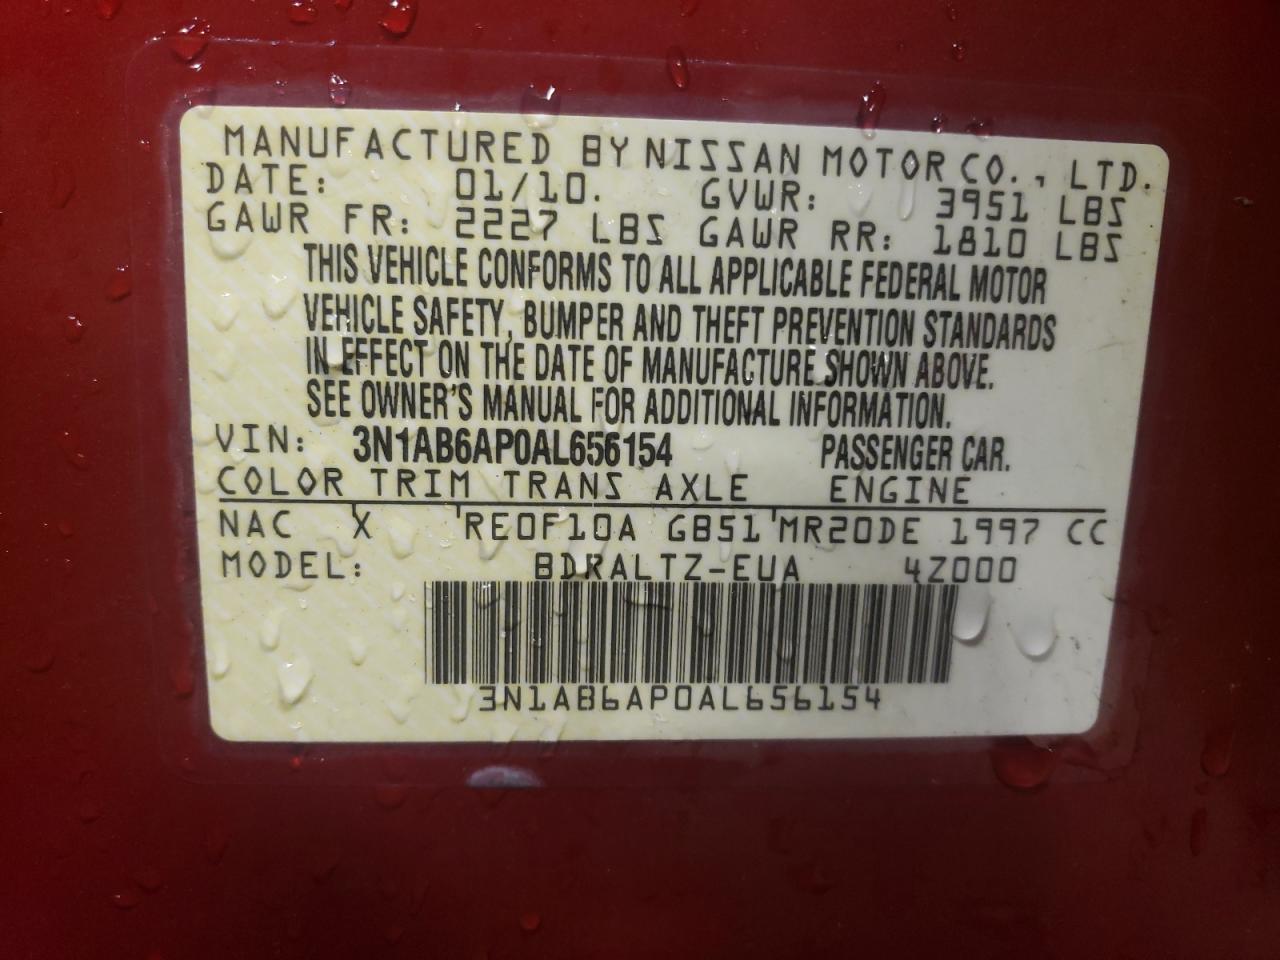 MANUFACTURED BY NISSAN MOTOR CO., LTD.
DATE: 01/10. GVWR: 3951 LBS
GAWR FR: 2227 LBS GAWR RR: 1810 LBS
THIS VEHICLE CONFORMS TO ALL APPLICABLE FEDERAL MOTOR
VEHICLE SAFETY, BUMPER AND THEFT PREVENTION STANDARDS
IN EFFECT ON THE DATE OF MANUFACTURE SHOWN ABOVE.
SEE OWNER'S MANUAL FOR ADDITIONAL INFORMATION.
VIN: 3N1AB6AP0AL656154 PASSENGER CAR.
COLOR TRIM TRANS AXLE ENGINE
NAC X RE0F10A GB51 MR20DE 1997 CC
MODEL: BDRALTZ-EUA 4Z000
3N1AB6AP0AL656154